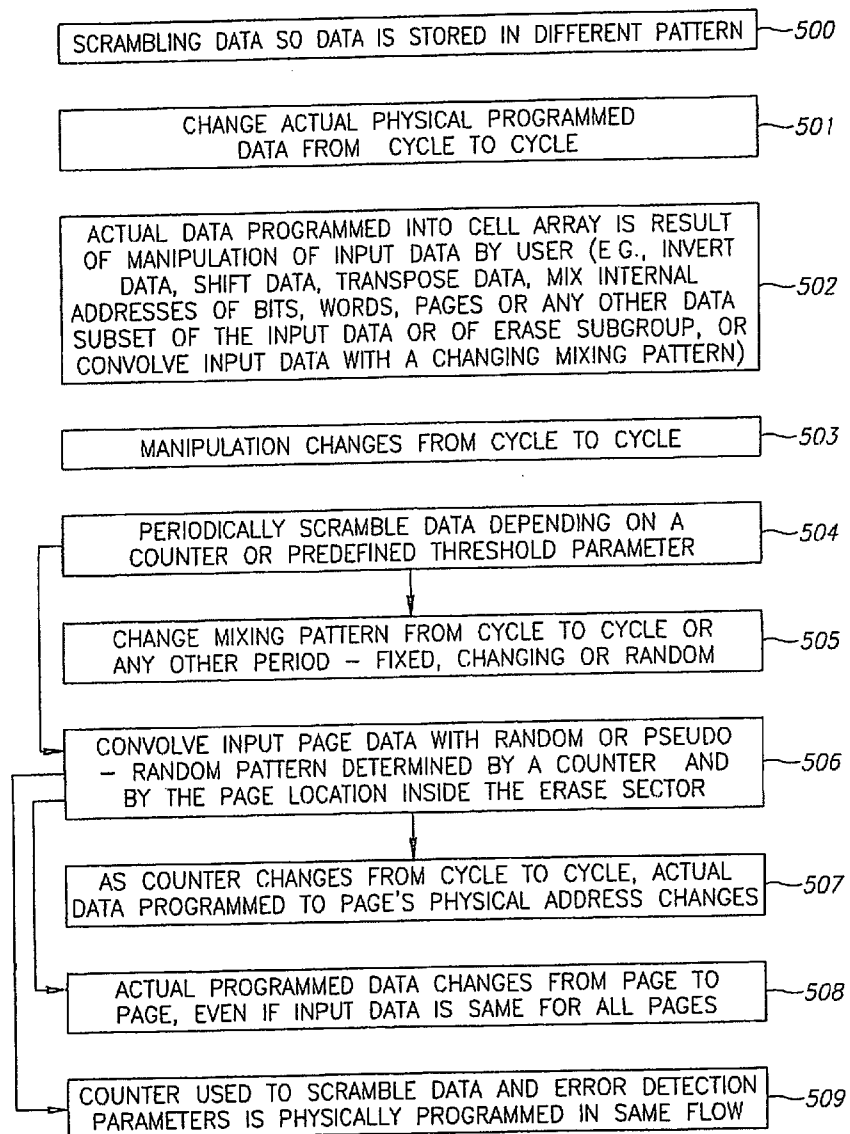 SCRAMBLING DATA SO DATA IS STORED IN DIFFERENT PATTERN 500
CHANGE ACTUAL PHYSICAL PROGRAMMED
DATA FROM CYCLE TO CYCLE 501
ACTUAL DATA PROGRAMMED INTO CELL ARRAY IS RESULT
OF MANIPULATION OF INPUT DATA BY USER (E G., INVERT
DATA, SHIFT DATA, TRANSPOSE DATA, MIX INTERNAL
ADDRESSES OF BITS, WORDS, PAGES OR ANY OTHER DATA 502
SUBSET OF THE INPUT DATA OR OF ERASE SUBGROUP, OR
CONVOLVE INPUT DATA WITH A CHANGING MIXING PATTERN)
MANIPULATION CHANGES FROM CYCLE TO CYCLE 503
PERIODICALLY SCRAMBLE DATA DEPENDING ON A
COUNTER OR PREDEFINED THRESHOLD PARAMETER 504
CHANGE MIXING PATTERN FROM CYCLE TO CYCLE OR
ANY OTHER PERIOD – FIXED, CHANGING OR RANDOM 505
CONVOLVE INPUT PAGE DATA WITH RANDOM OR PSEUDO
– RANDOM PATTERN DETERMINED BY A COUNTER AND 506
BY THE PAGE LOCATION INSIDE THE ERASE SECTOR
AS COUNTER CHANGES FROM CYCLE TO CYCLE, ACTUAL
DATA PROGRAMMED TO PAGE'S PHYSICAL ADDRESS CHANGES 507
ACTUAL PROGRAMMED DATA CHANGES FROM PAGE TO
PAGE, EVEN IF INPUT DATA IS SAME FOR ALL PAGES 508
COUNTER USED TO SCRAMBLE DATA AND ERROR DETECTION
PARAMETERS IS PHYSICALLY PROGRAMMED IN SAME FLOW 509